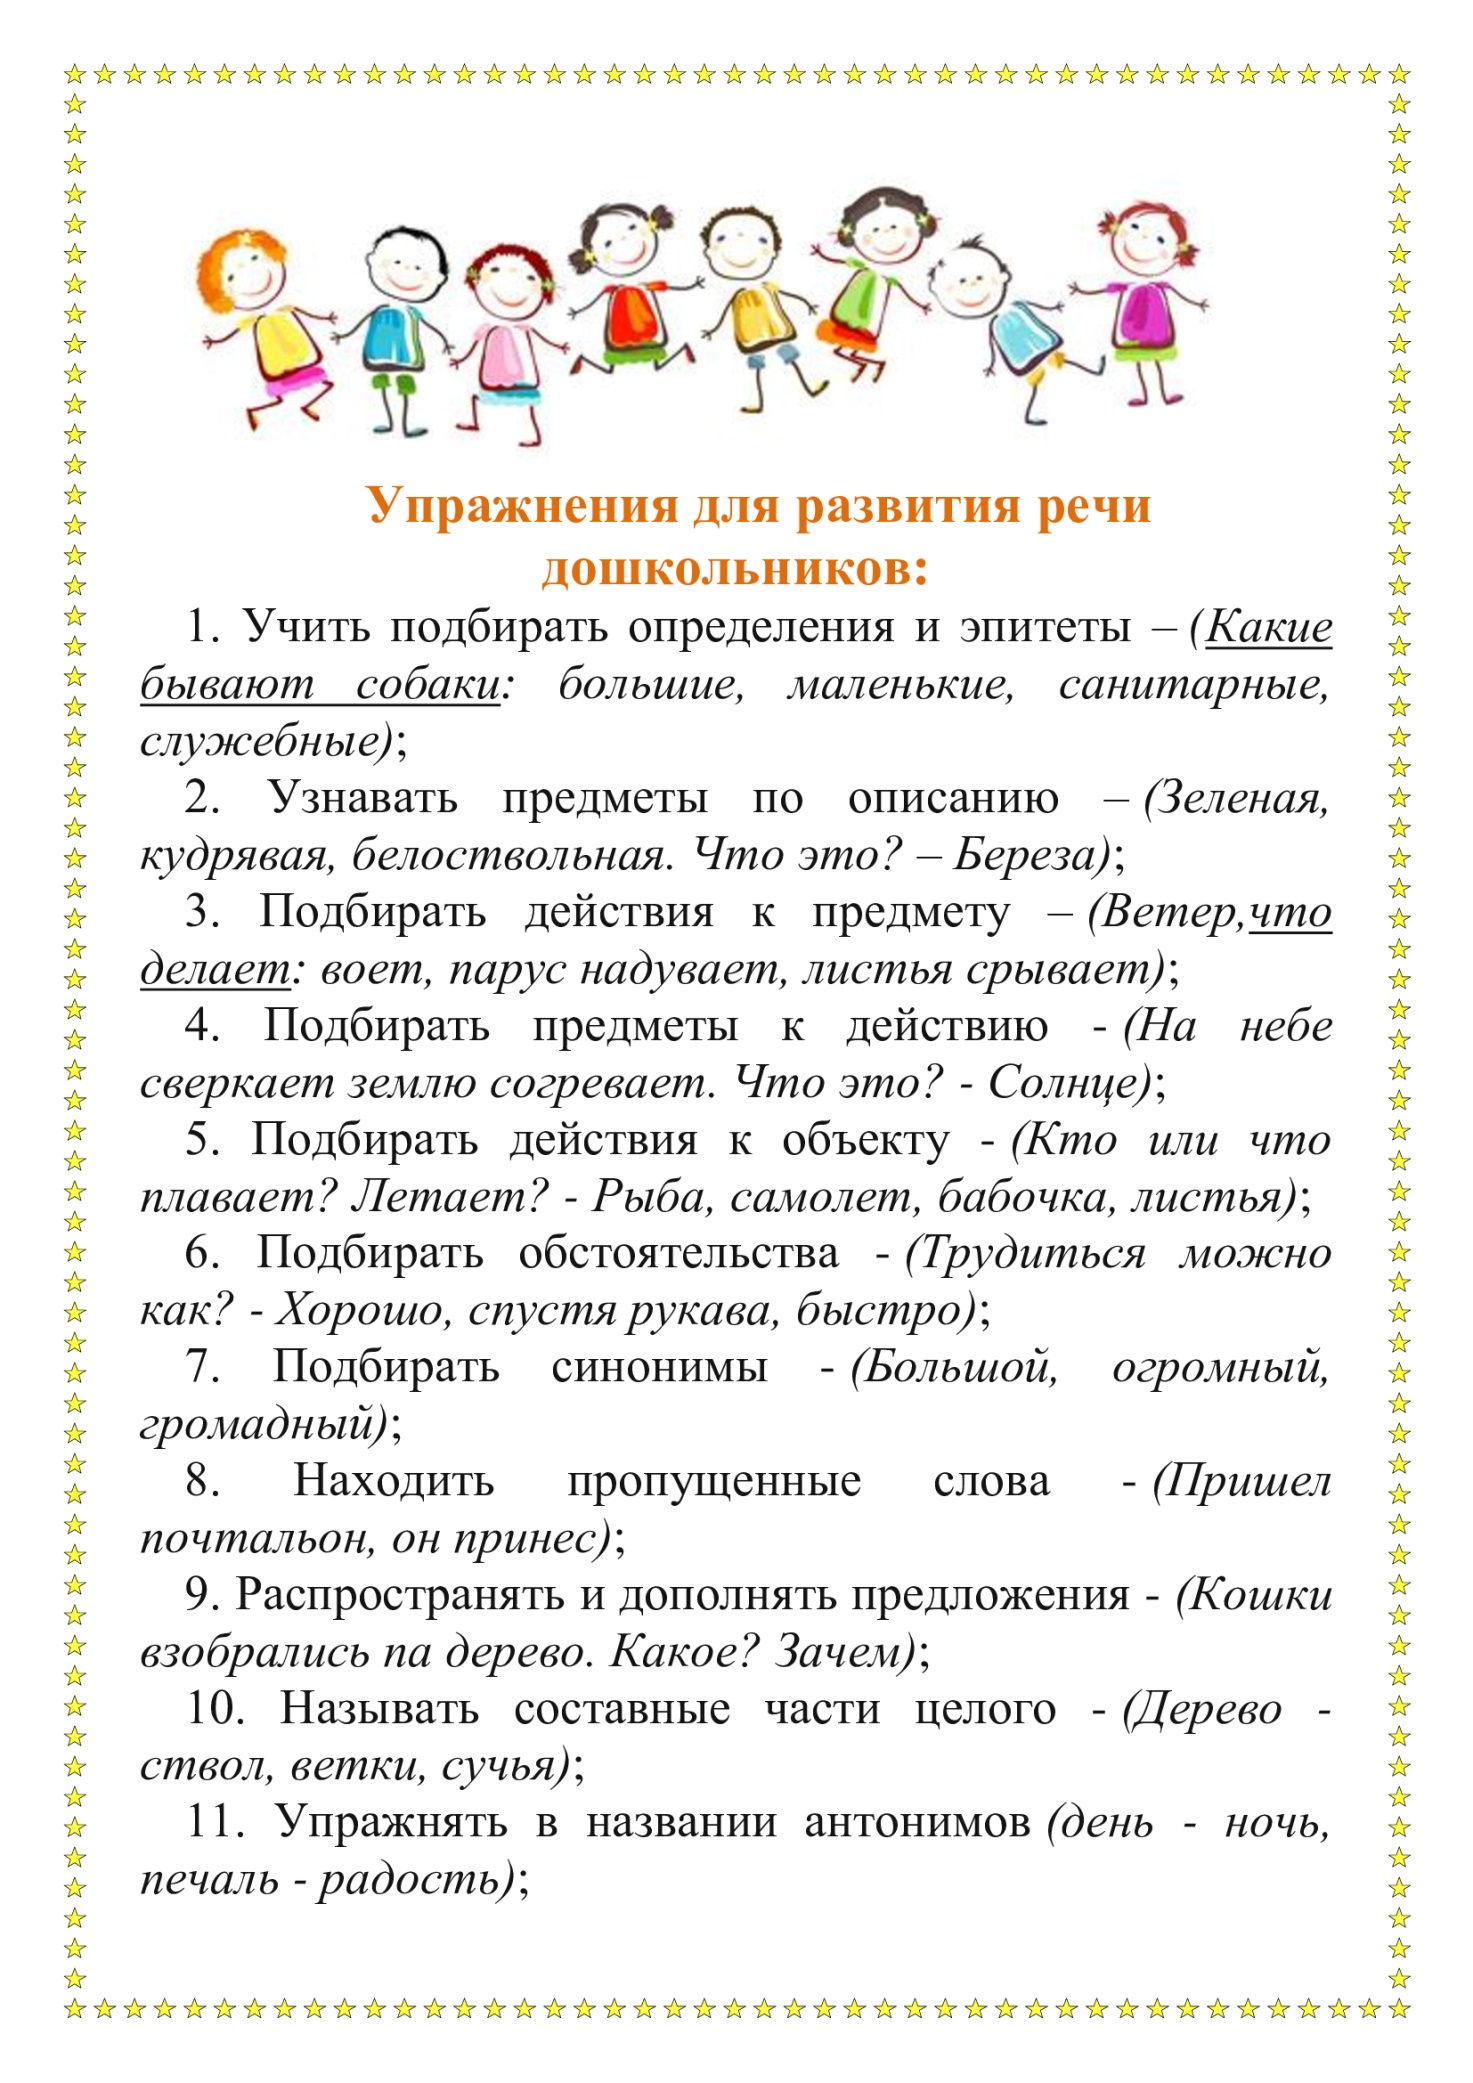 Упражнения для развития речи
дошкольников:
1. Учить подбирать определения и эпитеты – (Какие
бывают собаки: большие, маленькие, санитарные,
служебные);
2. Узнавать предметы по описанию – (Зеленая,
кудрявая, белоствольная. Что это? – Береза);
3. Подбирать действия к предмету – (Ветер,что
делает: воет, парус надувает, листья срывает);
4. Подбирать предметы к действию - (На небе
сверкает землю согревает. Что это? - Солнце);
5. Подбирать действия к объекту - (Кто или что
плавает? Летает? - Рыба, самолет, бабочка, листья);
6. Подбирать обстоятельства - (Трудиться можно
как? - Хорошо, спустя рукава, быстро);
7. Подбирать синонимы - (Большой, огромный,
громадный);
8. Находить пропущенные слова - (Пришел
почтальон, он принес);
9. Распространять и дополнять предложения - (Кошки
взобрались па дерево. Какое? Зачем);
10. Называть составные части целого - (Дерево -
ствол, ветки, сучья);
11. Упражнять в названии антонимов (день - ночь,
печаль - радость);